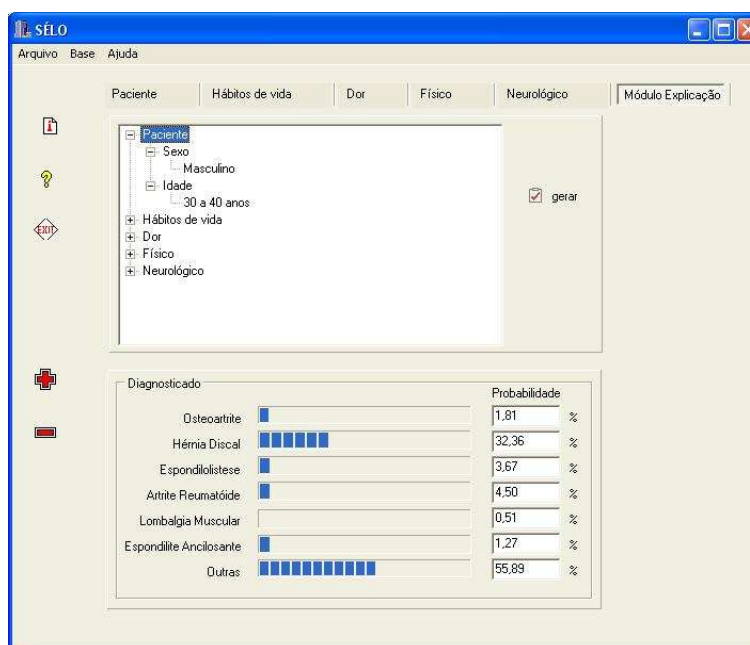 SÉLO
Arquivo Base Ajuda
Paciente Hábitos de vida Dor Físico Neurológico Módulo Explicação
Paciente
Sexo
Masculino
Idade
30 a 40 anos
Hábitos de vida
Dor
Físico
Neurológico
gerar
EXIT
Diagnosticado
Probabilidade
Osteoartrite 1,81 %
Hérnia Discal 32,36 %
Espondilolistese 3,67 %
Artrite Reumatóide 4,50 %
Lombalgia Muscular 0,51 %
Espondilite Ancilosante 1,27 %
Outras 55,89 %